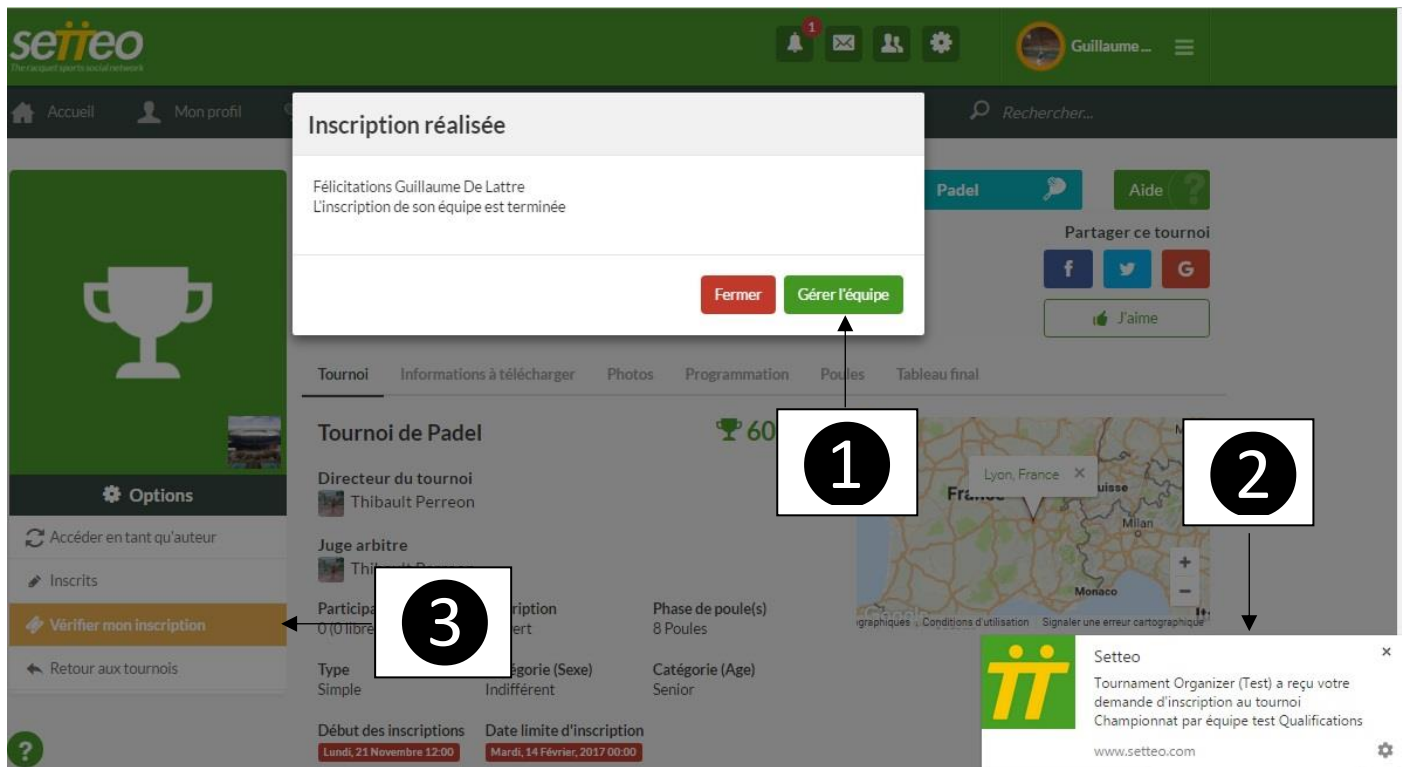 setteo
The racquet sports social network
1
Guillaume ...
Accueil
Mon profil
Rechercher...
Inscription réalisée
Félicitations Guillaume De Lattre
L'inscription de son équipe est terminée
Fermer
Gérer l'équipe
Padel
Aide
Partager ce tournoi
f
G
J'aime
Tournoi
Informations à télécharger
Photos
Programmation
Poules
Tableau final
Tournoi de Padel
60
1
2
3
Directeur du tournoi
Thibault Perreon
Juge arbitre
Options
Accéder en tant qu'auteur
Inscrits
Vérifier mon inscription
Retour aux tournois
Phase de poule(s)
8 Poules
Type
Simple
Indifférent
Catégorie (Age)
Senior
Début des inscriptions
Lundi, 21 Novembre 12:00
Date limite d'inscription
Mardi, 14 Février, 2017 00:00
Lyon, France
Milan
Monaco
+
−
Conditions d'utilisation
Signaler une erreur cartographique
Setteo
Tournament Organizer (Test) a reçu votre
demande d'inscription au tournoi
Championnat par équipe test Qualifications
www.setteo.com
?